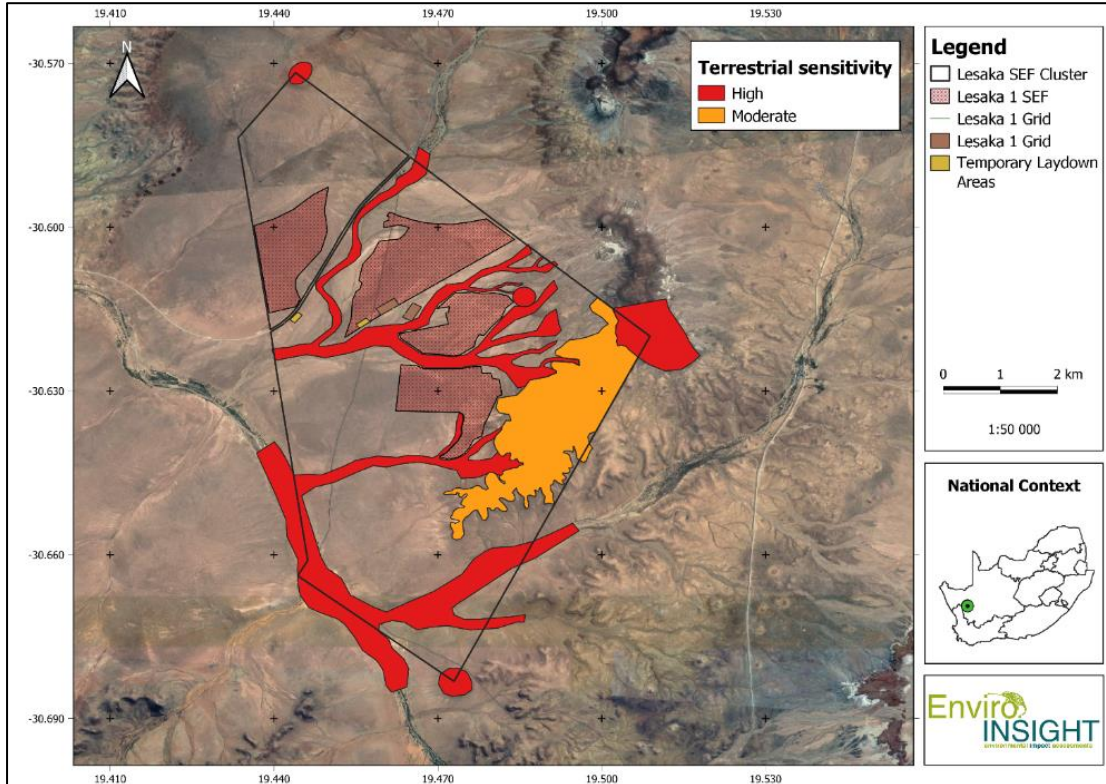 19.410 19.440 19.470 19.500 19.530
-30.570
-30.600
-30.630
-30.660
-30.690
N
Terrestrial sensitivity
High
Moderate
Legend
Lesaka SEF Cluster
Lesaka 1 SEF
Lesaka 1 Grid
Lesaka 1 Grid
Temporary Laydown
Areas
0 1 2 km
1:50 000
National Context
Enviro
INSIGHT
environmental impact assessments
19.410 19.440 19.470 19.500 19.530